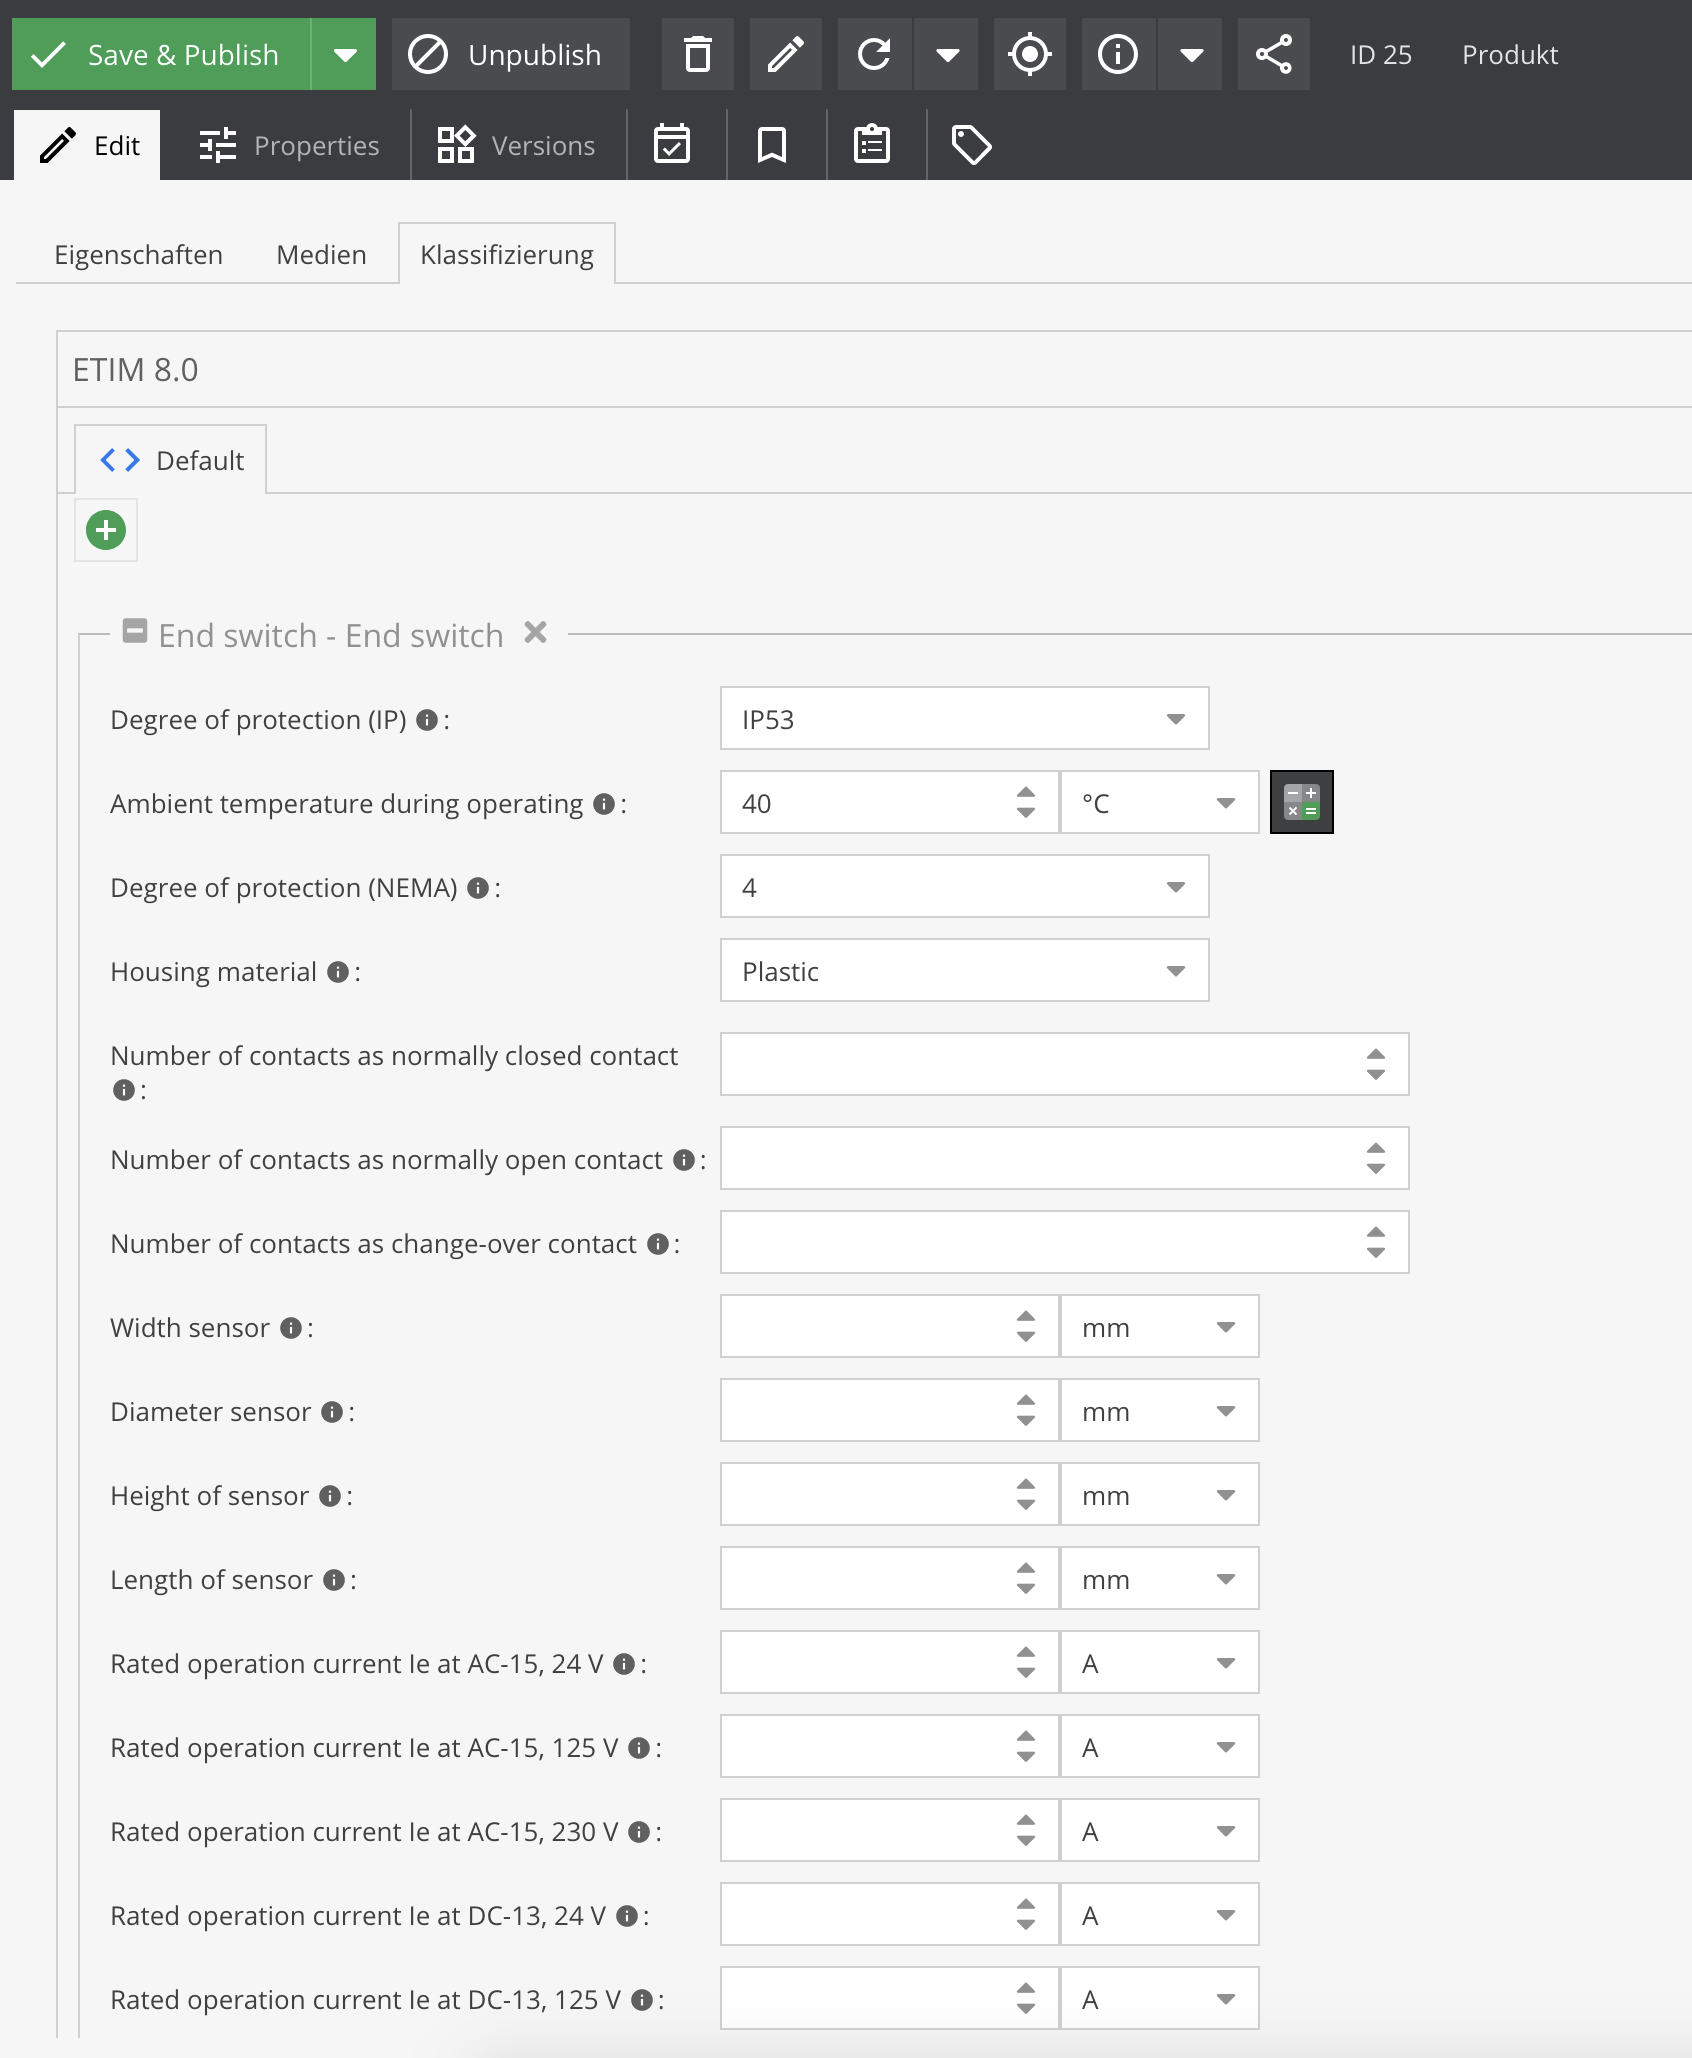 Save & Publish
Unpublish
ID 25
Produkt
Edit
Properties
Versions
Eigenschaften
Medien
Klassifizierung
ETIM 8.0
Default
End switch - End switch
Degree of protection (IP) : IP53
Ambient temperature during operating : 40 °C
Degree of protection (NEMA) : 4
Housing material : Plastic
Number of contacts as normally closed contact
:
Number of contacts as normally open contact :
Number of contacts as change-over contact :
Width sensor : mm
Diameter sensor : mm
Height of sensor : mm
Length of sensor : mm
Rated operation current Ie at AC-15, 24 V : A
Rated operation current Ie at AC-15, 125 V : A
Rated operation current Ie at AC-15, 230 V : A
Rated operation current Ie at DC-13, 24 V : A
Rated operation current Ie at DC-13, 125 V : A